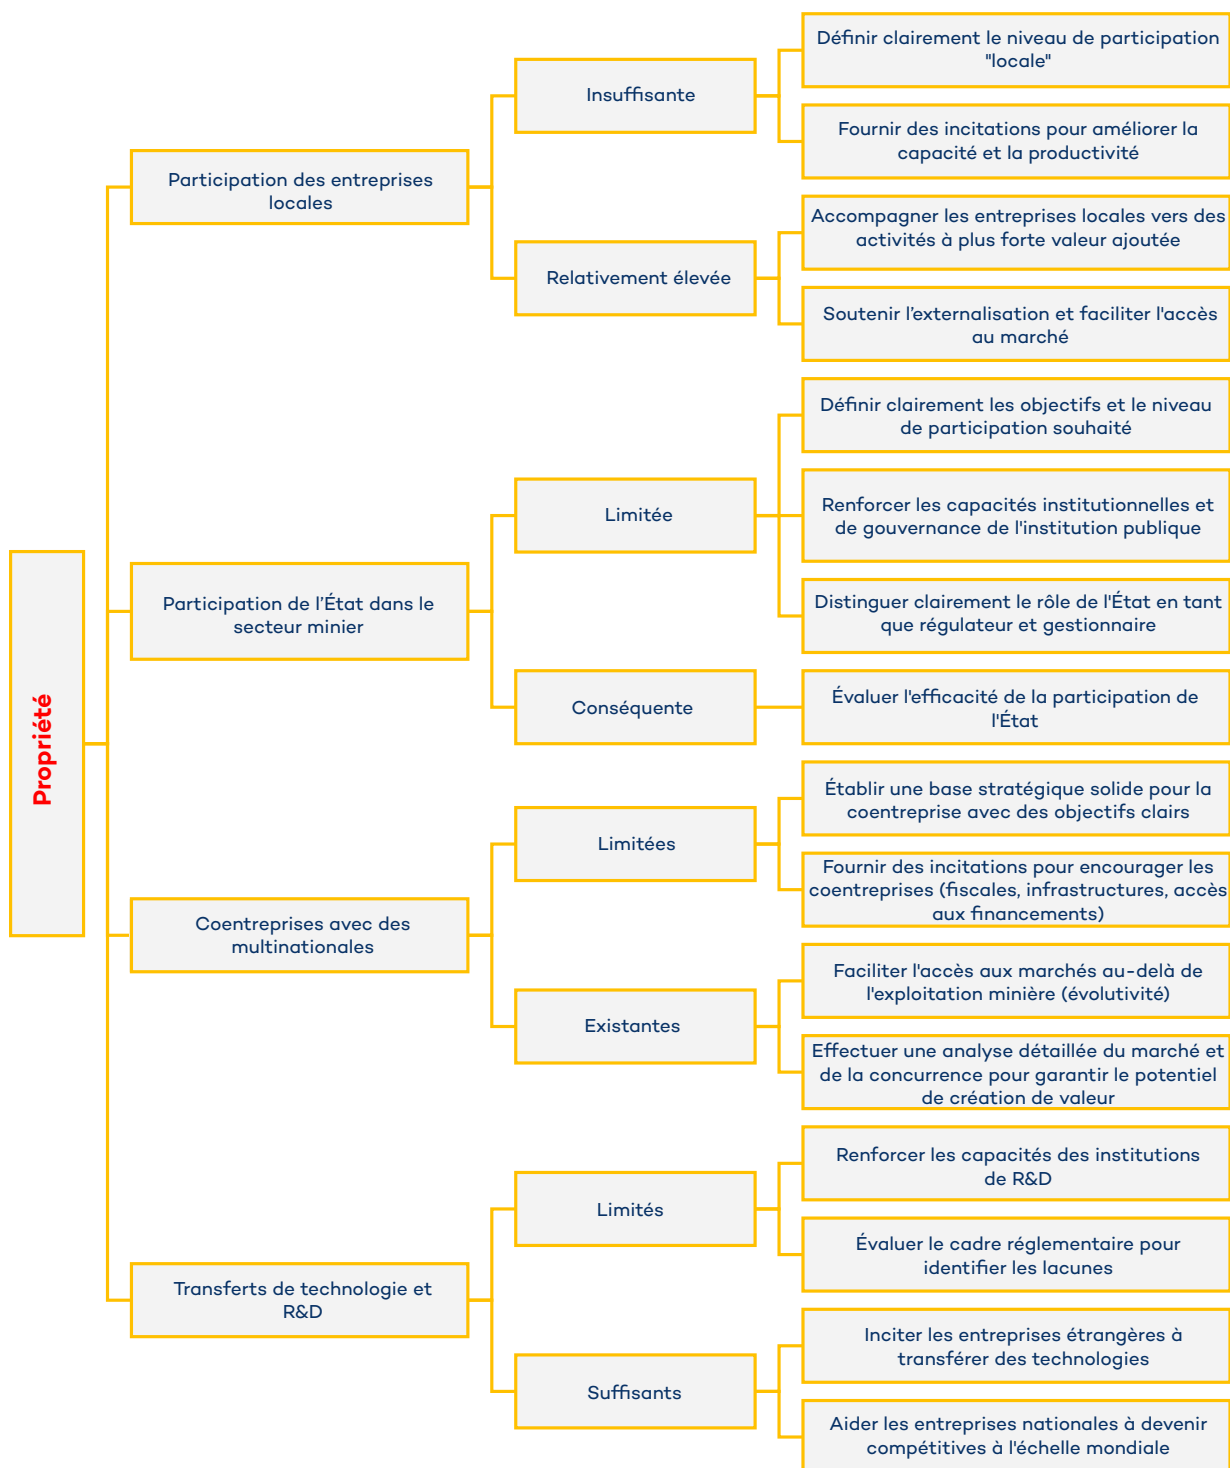 Propriété
Participation des entreprises
locales
Insuffisante
Définir clairement le niveau de participation
"locale"
Fournir des incitations pour améliorer la
capacité et la productivité
Relativement élevée
Accompagner les entreprises locales vers des
activités à plus forte valeur ajoutée
Soutenir l’externalisation et faciliter l'accès
au marché
Participation de l’État dans le
secteur minier
Limitée
Définir clairement les objectifs et le niveau
de participation souhaité
Renforcer les capacités institutionnelles et
de gouvernance de l'institution publique
Distinguer clairement le rôle de l'État en tant
que régulateur et gestionnaire
Conséquente
Évaluer l'efficacité de la participation de
l'État
Coentreprises avec des
multinationales
Limitées
Établir une base stratégique solide pour la
coentreprise avec des objectifs clairs
Fournir des incitations pour encourager les
coentreprises (fiscales, infrastructures, accès
aux financements)
Existantes
Faciliter l'accès aux marchés au-delà de
l'exploitation minière (évolutivité)
Effectuer une analyse détaillée du marché et
de la concurrence pour garantir le potentiel
de création de valeur
Transferts de technologie et
R&D
Limités
Renforcer les capacités des institutions
de R&D
Évaluer le cadre réglementaire pour
identifier les lacunes
Suffisants
Inciter les entreprises étrangères à
transférer des technologies
Aider les entreprises nationales à devenir
compétitives à l'échelle mondiale